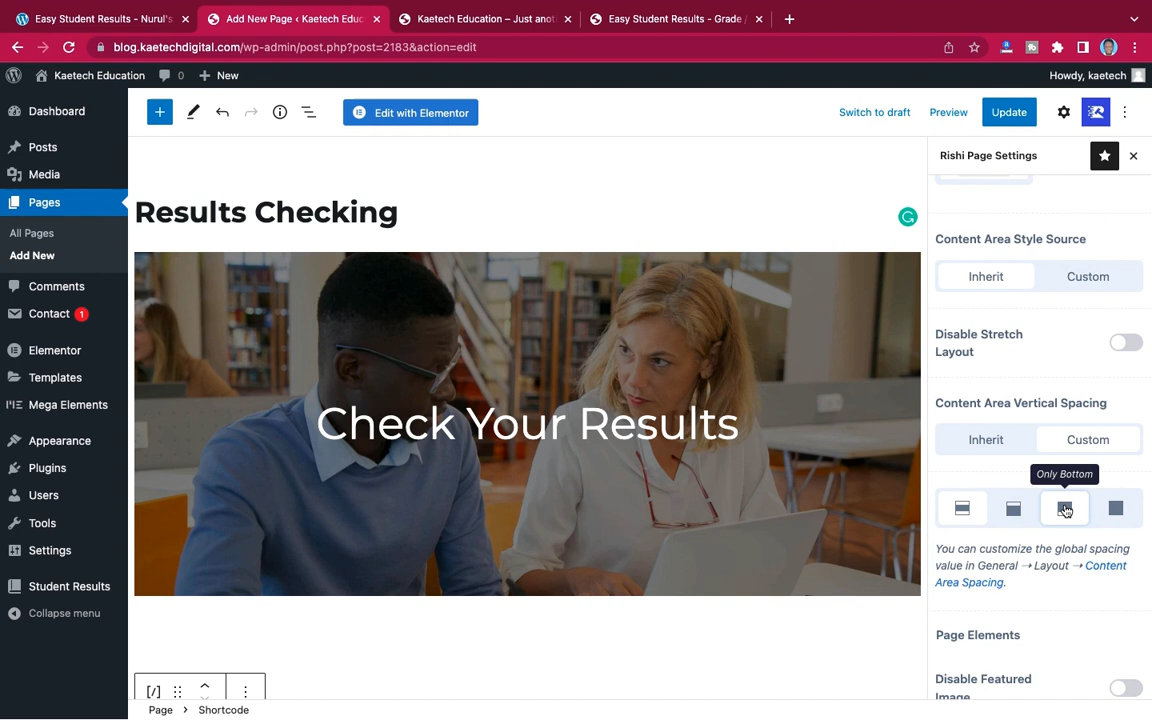 Easy Student Results - Nurul's
Add New Page ‹ Kaetech Educ
Kaetech Education – Just anot
Easy Student Results - Grade /
blog.kaetechdigital.com/wp-admin/post.php?post=2183&action=edit
Kaetech Education
0
New
Howdy, kaetech
Dashboard
Posts
Media
Pages
All Pages
Add New
Comments
Contact 1
Elementor
Templates
Mega Elements
Appearance
Plugins
Users
Tools
Settings
Student Results
Collapse menu
Edit with Elementor
Switch to draft
Preview
Update
Results Checking
Check Your Results
[/]
Page
Shortcode
Rishi Page Settings
Content Area Style Source
Inherit
Custom
Disable Stretch
Layout
Content Area Vertical Spacing
Inherit
Custom
Only Bottom
You can customize the global spacing
value in General → Layout → Content
Area Spacing.
Page Elements
Disable Featured
Image